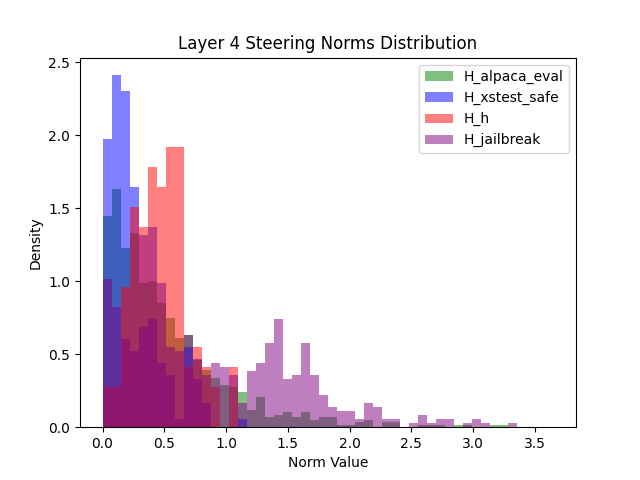 Layer 4 Steering Norms Distribution
H_alpaca_eval
H_xstest_safe
H_h
H_jailbreak
Density
2.5
2.0
1.5
1.0
0.5
0.0
0.0 0.5 1.0 1.5 2.0 2.5 3.0 3.5
Norm Value